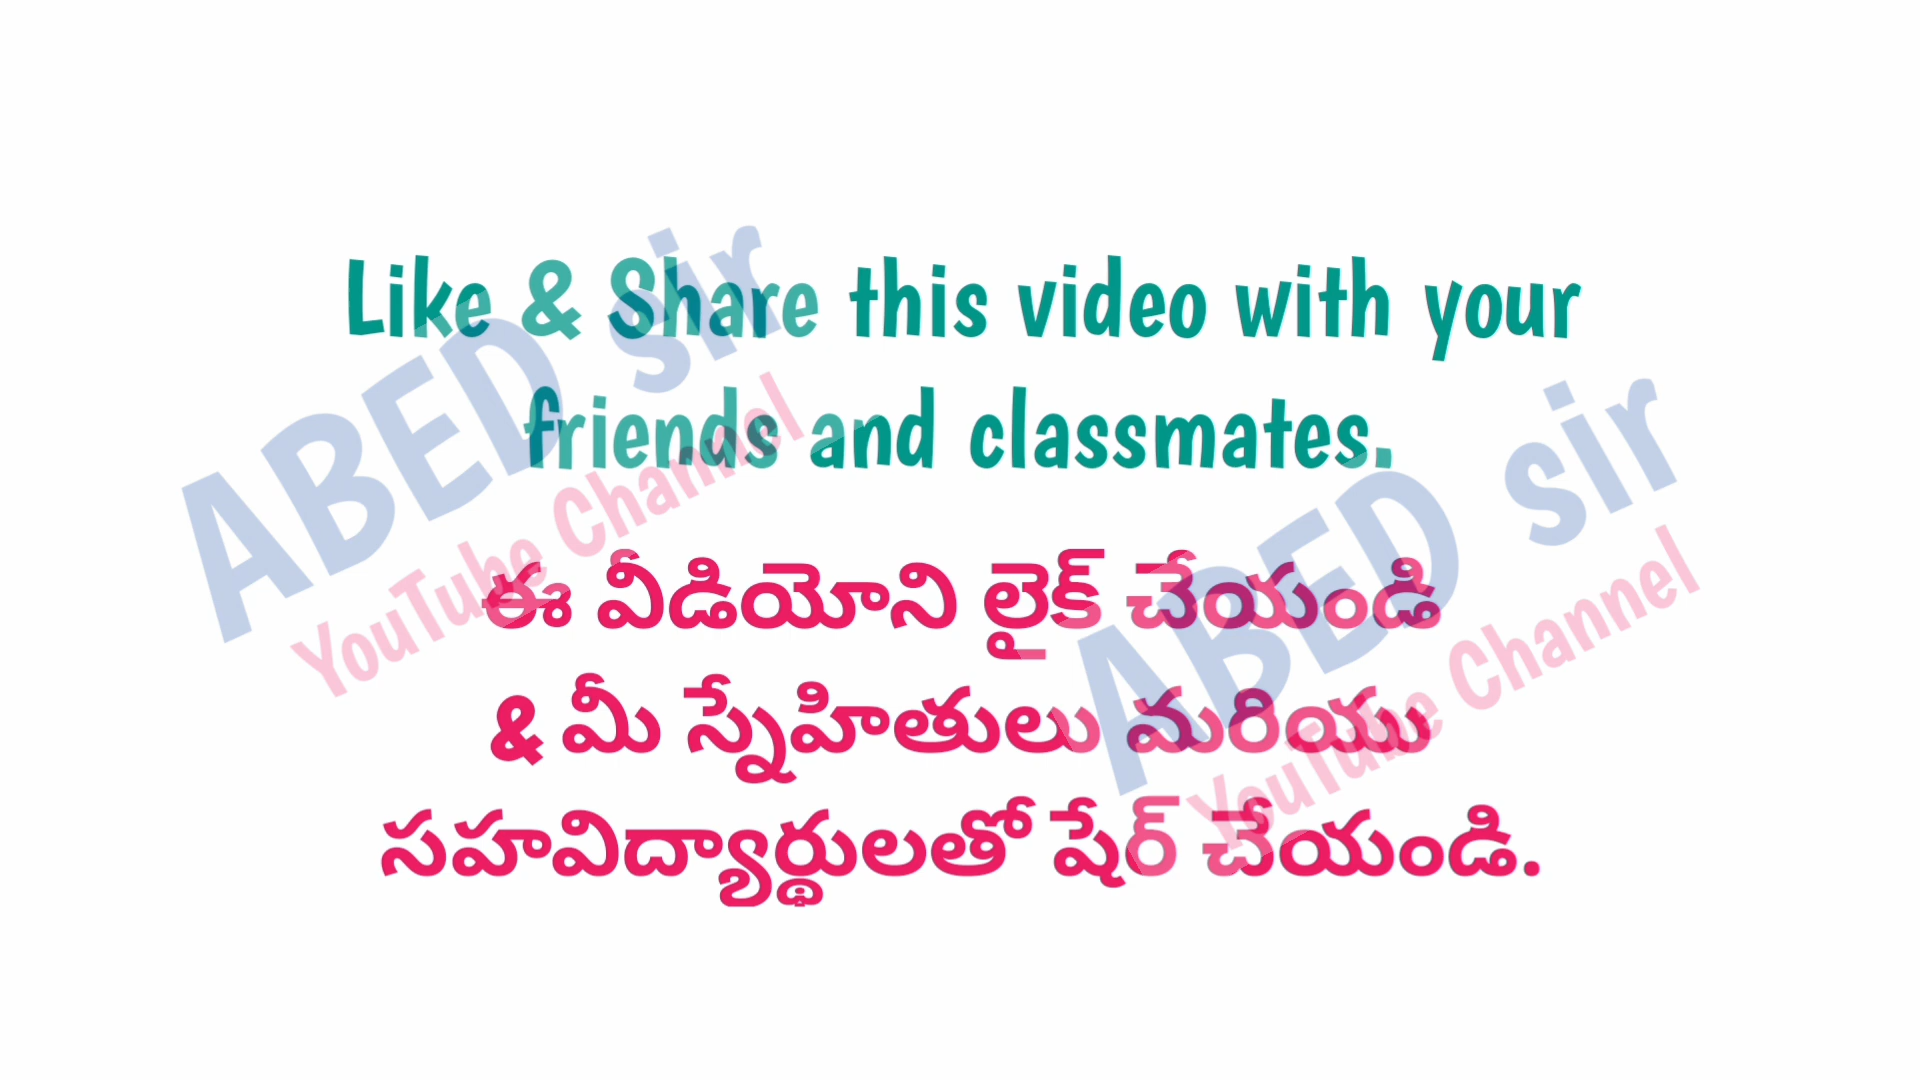 Like & Share this video with your
friends and classmates.
ఈ వీడియోని లైక్ చేయండి
& మీ స్నేహితులు మరియు
సహవిద్యార్థులతో షేర్ చేయండి.
ABED sir
YouTube Channel
ABED sir
YouTube Channel